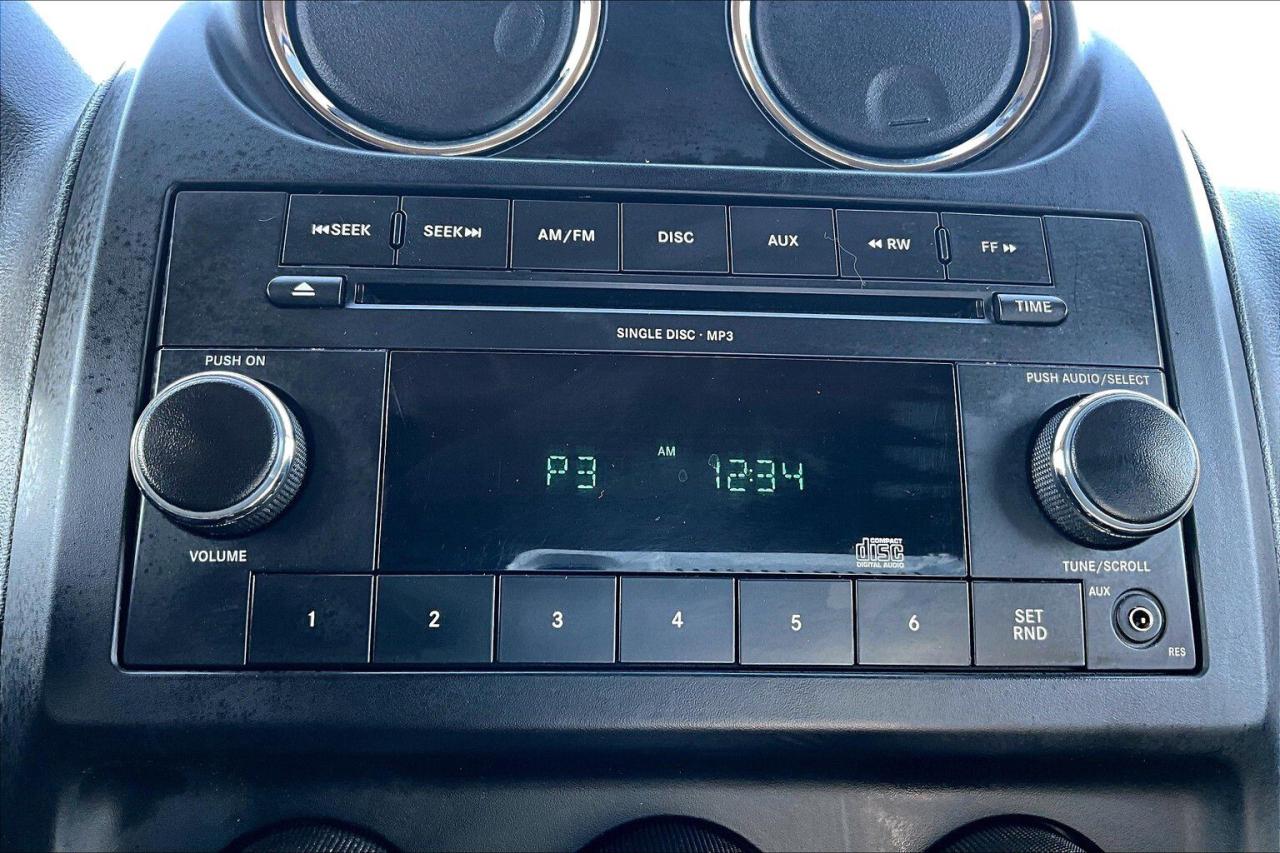 ⏮SEEK SEEK⏭ AM/FM DISC AUX ◀◀ RW FF ▶▶
TIME
SINGLE DISC · MP3
PUSH ON
PUSH AUDIO/SELECT
AM
P3 12:34
VOLUME
COMPACT
disc
DIGITAL AUDIO
TUNE/SCROLL
AUX
1 2 3 4 5 6 SET
RND
RES